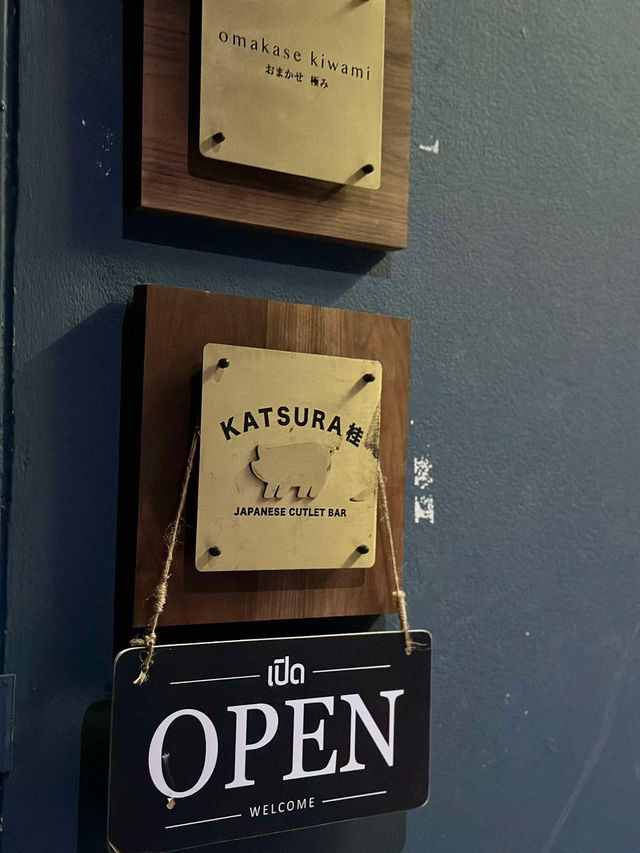 omakase kiwami
おまかせ 極み
KATSURA桂
JAPANESE CUTLET BAR
เปิด
OPEN
WELCOME